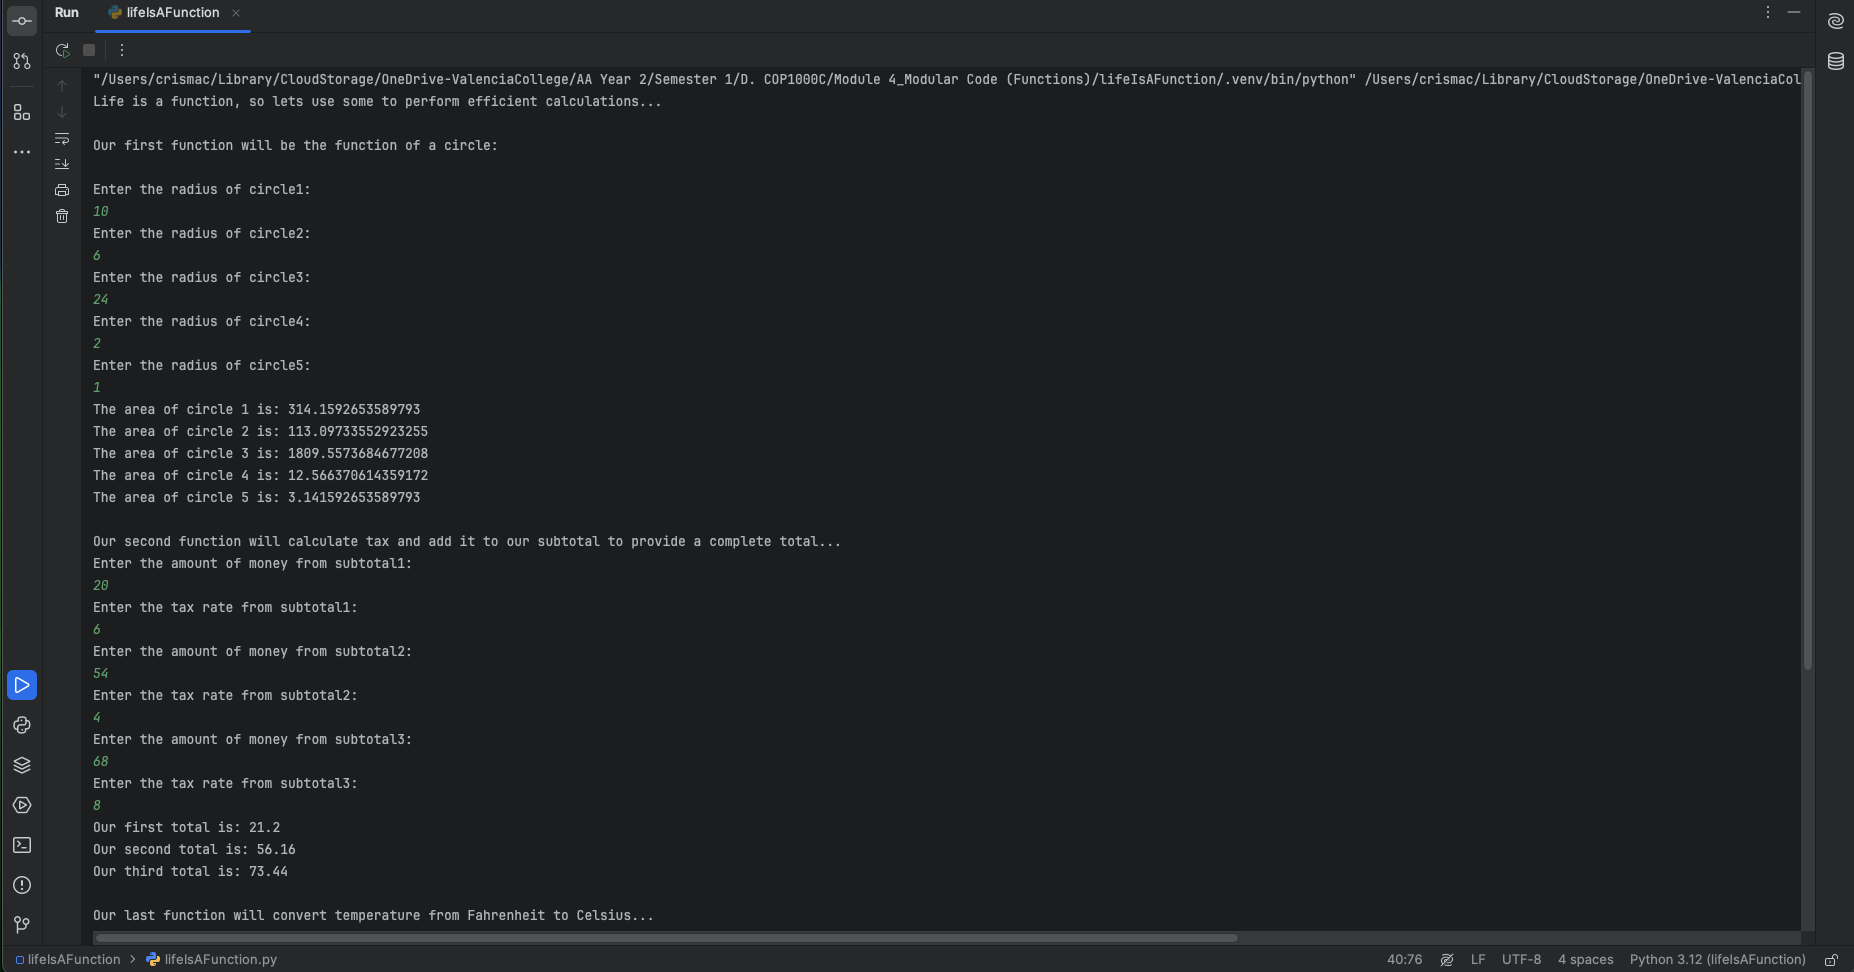 Run
lifeIsAFunction
"/Users/crismac/Library/CloudStorage/OneDrive-ValenciaCollege/AA Year 2/Semester 1/D. COP1000C/Module 4_Modular Code (Functions)/lifeIsAFunction/.venv/bin/python" /Users/crismac/Library/CloudStorage/OneDrive-ValenciaCol
Life is a function, so lets use some to perform efficient calculations...
Our first function will be the function of a circle:
Enter the radius of circle1:
10
Enter the radius of circle2:
6
Enter the radius of circle3:
24
Enter the radius of circle4:
2
Enter the radius of circle5:
1
The area of circle 1 is: 314.1592653589793
The area of circle 2 is: 113.09733552923255
The area of circle 3 is: 1809.5573684677208
The area of circle 4 is: 12.566370614359172
The area of circle 5 is: 3.141592653589793
Our second function will calculate tax and add it to our subtotal to provide a complete total...
Enter the amount of money from subtotal1:
20
Enter the tax rate from subtotal1:
6
Enter the amount of money from subtotal2:
54
Enter the tax rate from subtotal2:
4
Enter the amount of money from subtotal3:
68
Enter the tax rate from subtotal3:
8
Our first total is: 21.2
Our second total is: 56.16
Our third total is: 73.44
Our last function will convert temperature from Fahrenheit to Celsius...
lifeIsAFunction > lifeIsAFunction.py
40:76 LF UTF-8 4 spaces Python 3.12 (lifeIsAFunction)